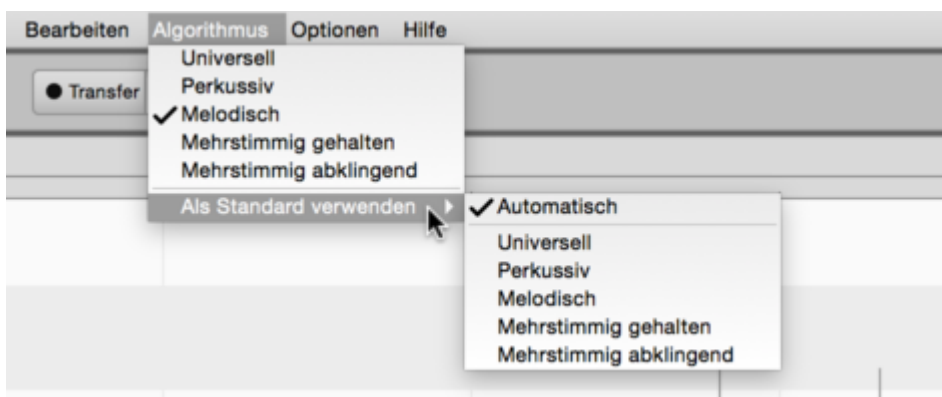 Bearbeiten Algorithmus Optionen Hilfe
Universell
Transfer
Perkussiv
Melodisch
Mehrstimmig gehalten
Mehrstimmig abklingend
Als Standard verwenden
Automatisch
Universell
Perkussiv
Melodisch
Mehrstimmig gehalten
Mehrstimmig abklingend